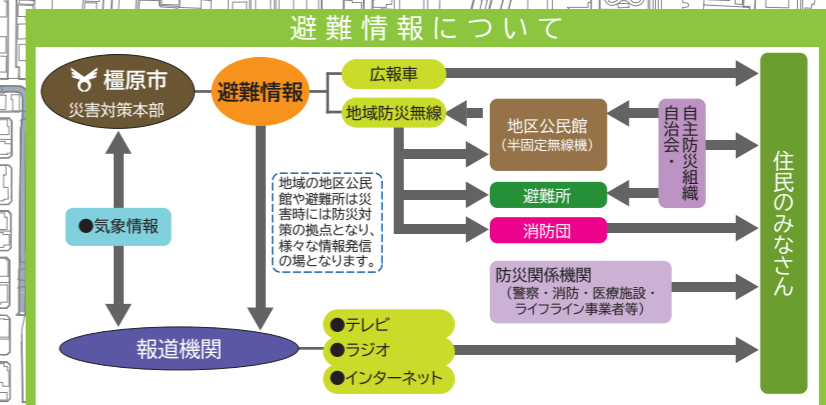 避難情報について
橿原市
災害対策本部
避難情報
広報車
地域防災無線
地区公民館
(半固定無線機)
自主防災組織
自治会・
避難所
消防団
住民のみなさん
地域の地区公民
館や避難所は災
害時には防災対
策の拠点となり、
様々な情報発信
の場となります。
●気象情報
防災関係機関
(警察・消防・医療施設・
ライフライン事業者等)
報道機関
●テレビ
●ラジオ
●インターネット